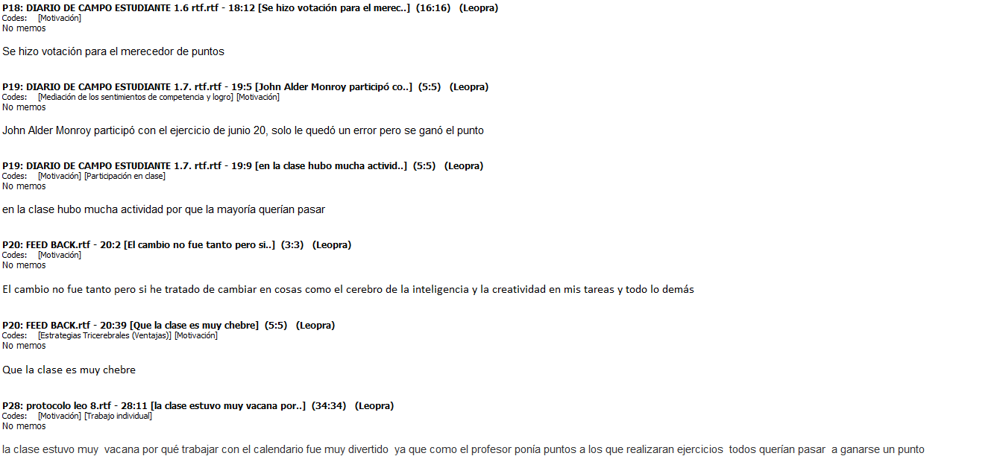 P18: DIARIO DE CAMPO ESTUDIANTE 1.6 rtf.rtf - 18:12 [Se hizo votación para el merec..]  (16:16)   (Leopra)
Codes:    [Motivación]
No memos
Se hizo votación para el merecedor de puntos
P19: DIARIO DE CAMPO ESTUDIANTE 1.7. rtf.rtf - 19:5 [John Alder Monroy participó co..]  (5:5)   (Leopra)
Codes:    [Mediación de los sentimientos de competencia y logro] [Motivación]
No memos
John Alder Monroy participó con el ejercicio de junio 20, solo le quedó un error pero se ganó el punto
P19: DIARIO DE CAMPO ESTUDIANTE 1.7. rtf.rtf - 19:9 [en la clase hubo mucha activid..]  (5:5)   (Leopra)
Codes:    [Motivación] [Participación en clase]
No memos
en la clase hubo mucha actividad por que la mayoría querían pasar
P20: FEED BACK.rtf - 20:2 [El cambio no fue tanto pero si..]  (3:3)   (Leopra)
Codes:    [Motivación]
No memos
El cambio no fue tanto pero si he tratado de cambiar en cosas como el cerebro de la inteligencia y la creatividad en mis tareas y todo lo demás
P20: FEED BACK.rtf - 20:39 [Que la clase es muy chebre]  (5:5)   (Leopra)
Codes:    [Estrategias Tricerebrales (Ventajas)] [Motivación]
No memos
Que la clase es muy chebre
P28: protocolo leo 8.rtf - 28:11 [la clase estuvo muy vacana por..]  (34:34)   (Leopra)
Codes:    [Motivación] [Trabajo individual]
No memos
la clase estuvo muy  vacana por qué trabajar con el calendario fue muy divertido  ya que como el profesor ponía puntos a los que realizaran ejercicios  todos querían pasar  a ganarse un punto